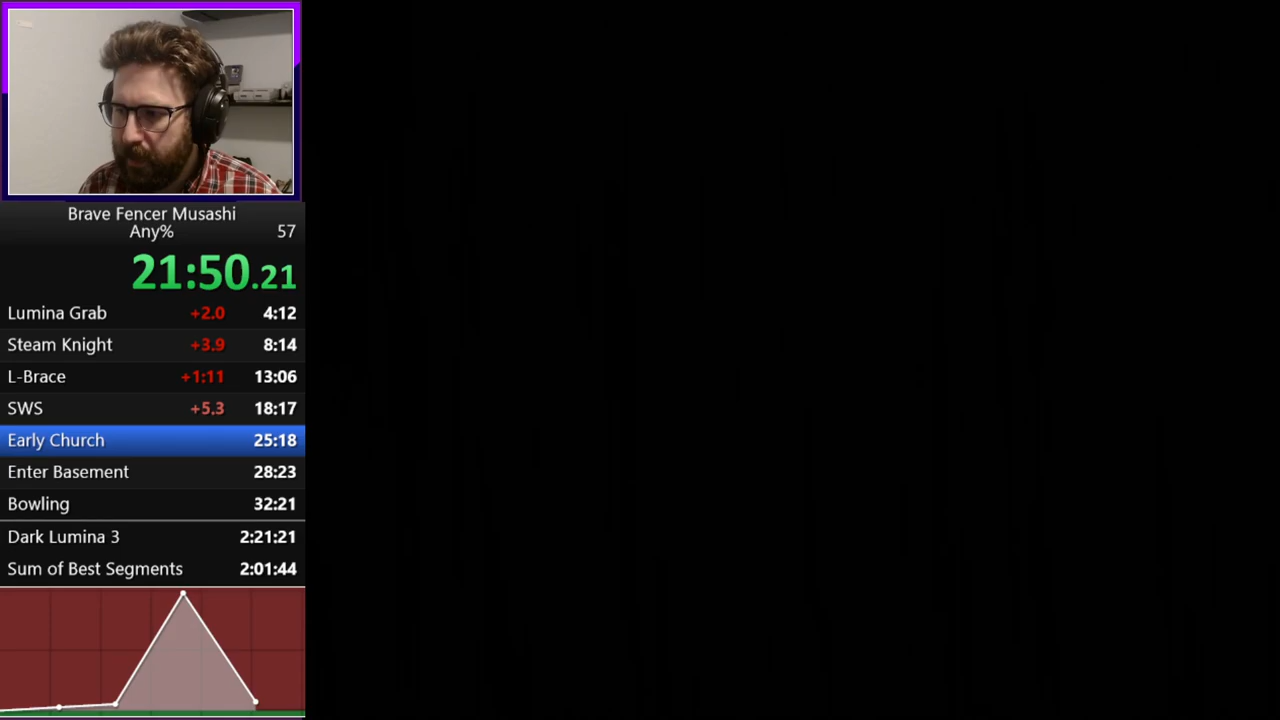 Brave Fencer Musashi
Any% 57
21:50.21
Lumina Grab +2.0 4:12
Steam Knight +3.9 8:14
L-Brace +1:11 13:06
SWS +5.3 18:17
Early Church 25:18
Enter Basement 28:23
Bowling 32:21
Dark Lumina 3 2:21:21
Sum of Best Segments 2:01:44